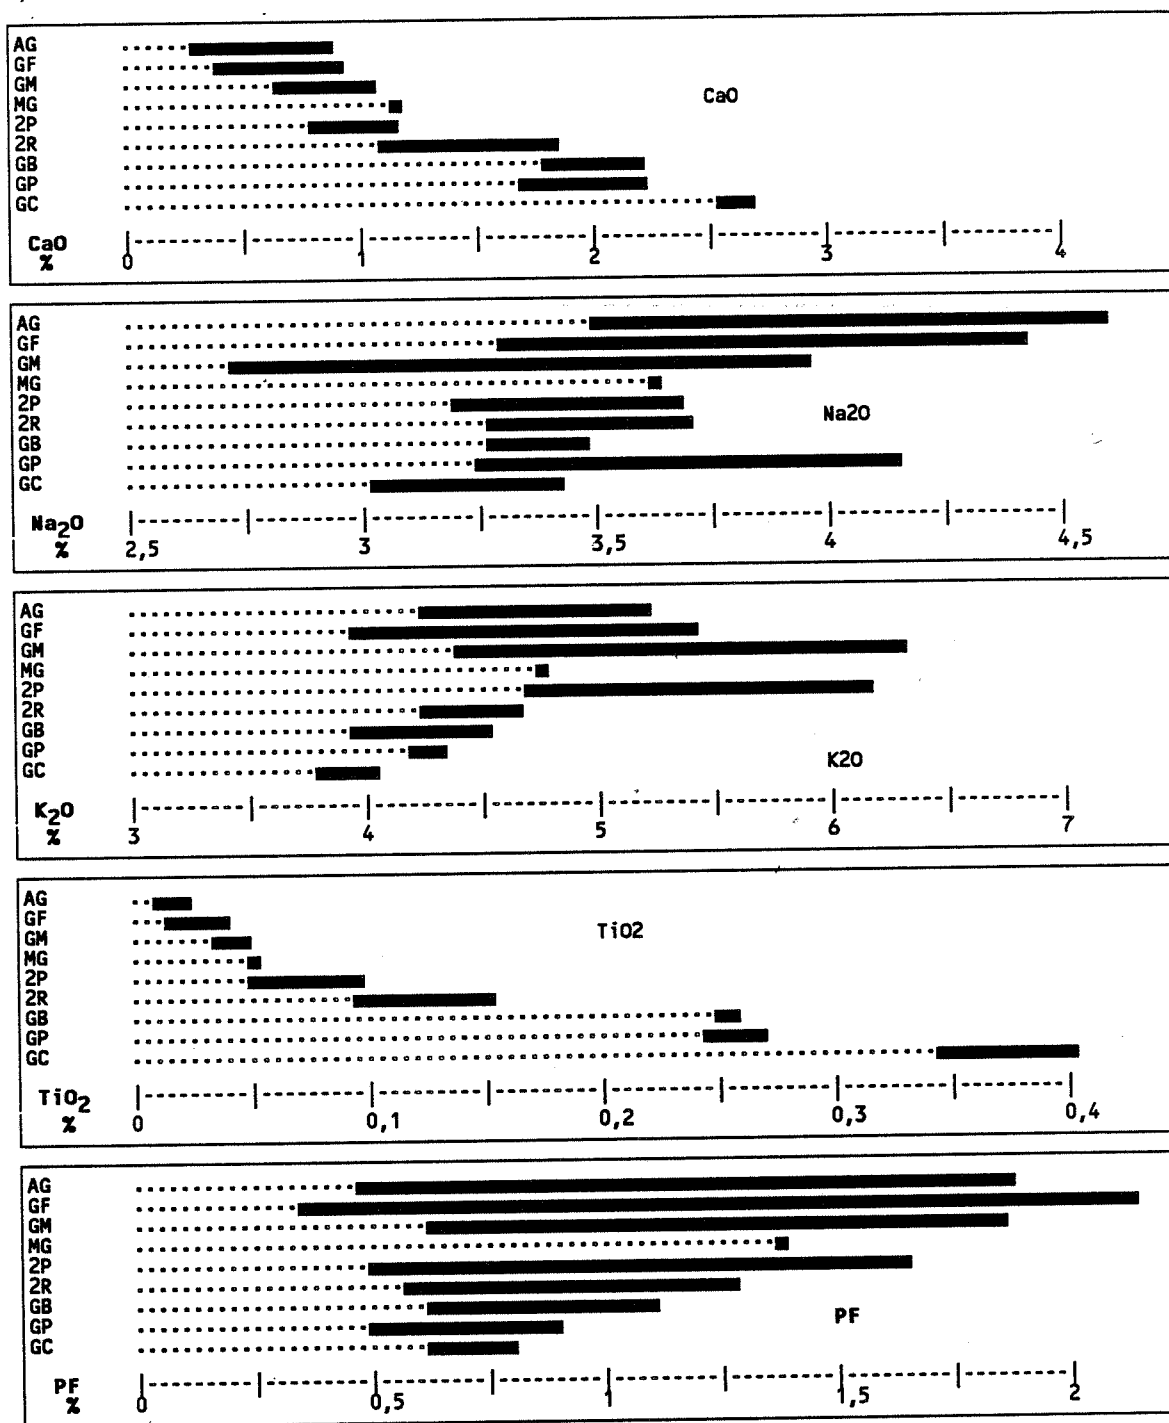 AG
GF
GM
MG
CaO
2P
2R
GB
GP
GC
CaO
%
0 1 2 3 4
AG
GF
GM
MG
2P
Na2O
2R
GB
GP
GC
Na2O
%
2,5 3 3,5 4 4,5
AG
GF
GM
MG
2P
2R
GB
GP
K2O
GC
K2O
%
3 4 5 6 7
AG
GF
TiO2
GM
MG
2P
2R
GB
GP
GC
TiO2
%
0 0,1 0,2 0,3 0,4
AG
GF
GM
MG
2P
2R
GB
PF
GP
GC
PF
%
0 0,5 1 1,5 2